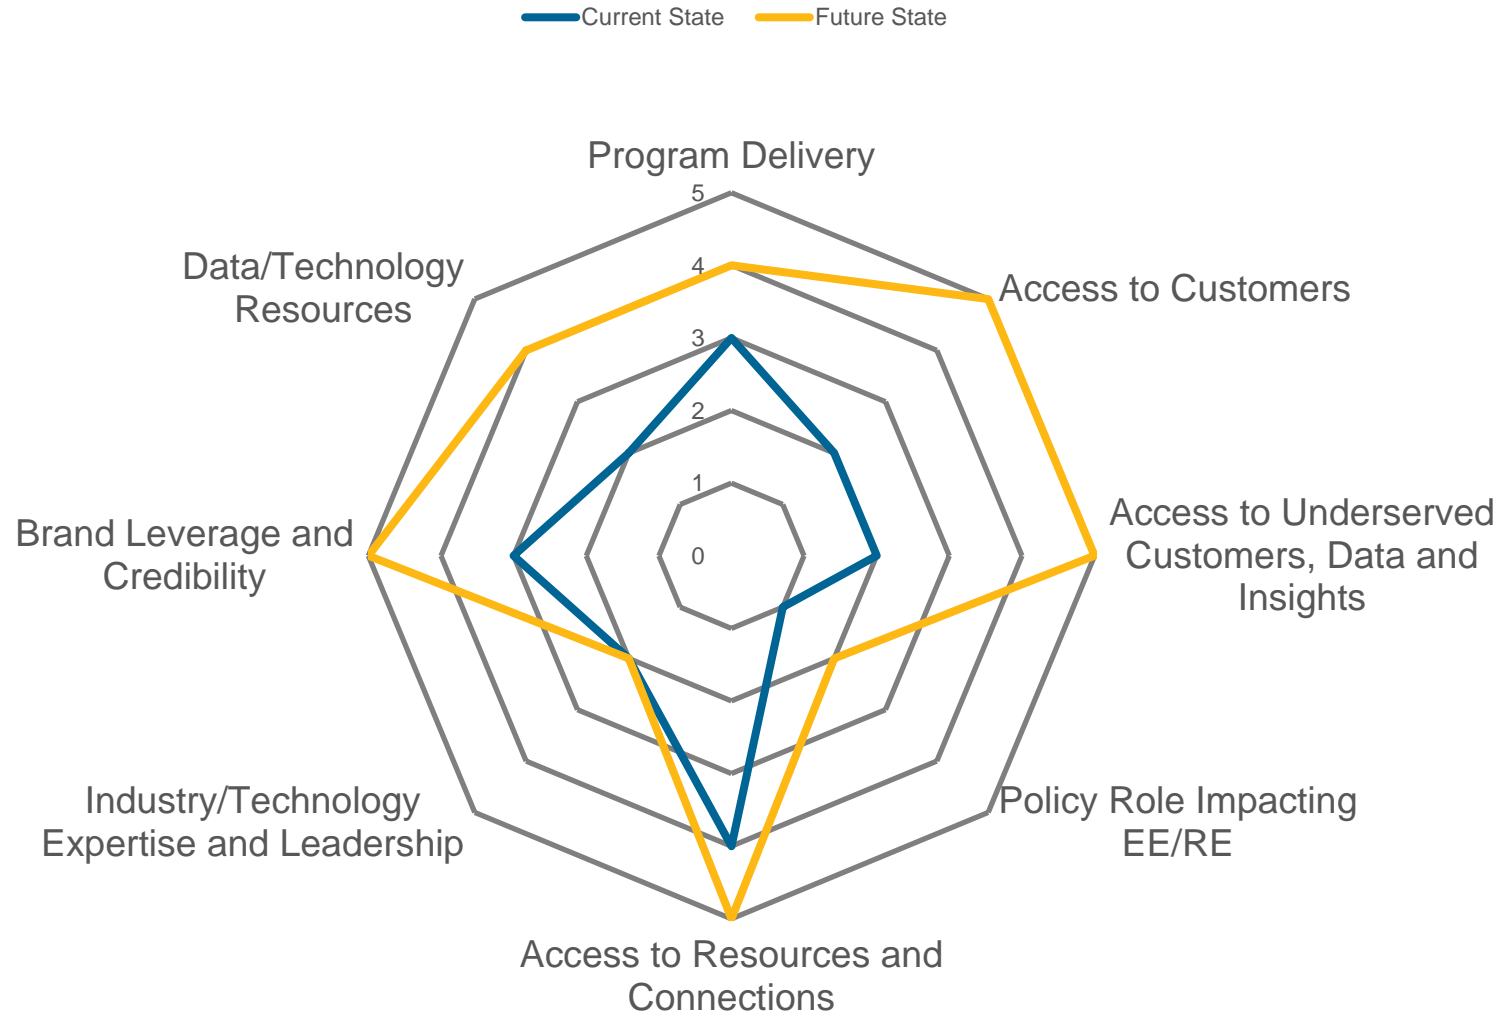 Current State
Future State
Program Delivery
5
4
3
2
1
0
Data/Technology
Resources
Access to Customers
Brand Leverage and
Credibility
Access to Underserved
Customers, Data and
Insights
Industry/Technology
Expertise and Leadership
Policy Role Impacting
EE/RE
Access to Resources and
Connections